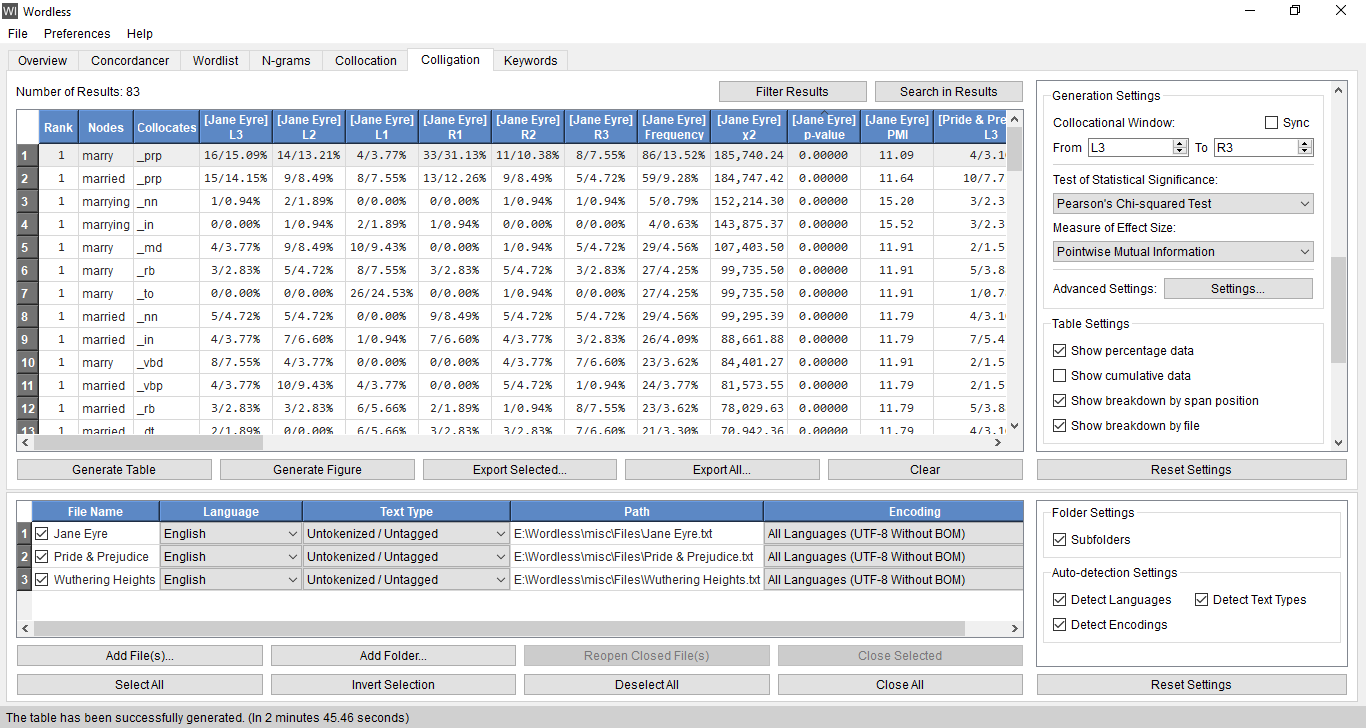 WI Wordless
File Preferences Help
Overview Concordancer Wordlist N-grams Collocation Colligation Keywords
Number of Results: 83 Filter Results Search in Results
Rank Nodes Collocates [Jane Eyre] L3 [Jane Eyre] L2 [Jane Eyre] L1 [Jane Eyre] R1 [Jane Eyre] R2 [Jane Eyre] R3 [Jane Eyre] Frequency [Jane Eyre] χ2 [Jane Eyre] p-value [Jane Eyre] PMI [Pride & Pre L3
1 1 marry _prp 16/15.09% 14/13.21% 4/3.77% 33/31.13% 11/10.38% 8/7.55% 86/13.52% 185,740.24 0.00000 11.09 4/3.1
2 1 married _prp 15/14.15% 9/8.49% 8/7.55% 13/12.26% 9/8.49% 5/4.72% 59/9.28% 184,747.42 0.00000 11.64 10/7.7
3 1 marrying _nn 1/0.94% 2/1.89% 0/0.00% 0/0.00% 1/0.94% 1/0.94% 5/0.79% 152,214.30 0.00000 15.20 3/2.3
4 1 marrying _in 0/0.00% 1/0.94% 2/1.89% 1/0.94% 0/0.00% 0/0.00% 4/0.63% 143,875.37 0.00000 15.52 3/2.3
5 1 marry _md 4/3.77% 9/8.49% 10/9.43% 0/0.00% 1/0.94% 5/4.72% 29/4.56% 107,403.50 0.00000 11.91 2/1.5
6 1 marry _rb 3/2.83% 5/4.72% 8/7.55% 3/2.83% 5/4.72% 3/2.83% 27/4.25% 99,735.50 0.00000 11.91 5/3.8
7 1 marry _to 0/0.00% 0/0.00% 26/24.53% 0/0.00% 1/0.94% 0/0.00% 27/4.25% 99,735.50 0.00000 11.91 1/0.7
8 1 married _nn 5/4.72% 5/4.72% 0/0.00% 9/8.49% 5/4.72% 5/4.72% 29/4.56% 99,295.39 0.00000 11.79 4/3.1
9 1 married _in 4/3.77% 7/6.60% 1/0.94% 7/6.60% 4/3.77% 3/2.83% 26/4.09% 88,661.88 0.00000 11.79 7/5.4
10 1 marry _vbd 8/7.55% 4/3.77% 0/0.00% 0/0.00% 4/3.77% 7/6.60% 23/3.62% 84,401.27 0.00000 11.91 2/1.5
11 1 married _vbp 4/3.77% 10/9.43% 4/3.77% 0/0.00% 5/4.72% 1/0.94% 24/3.77% 81,573.55 0.00000 11.79 2/1.5
12 1 married _rb 3/2.83% 3/2.83% 6/5.66% 2/1.89% 1/0.94% 8/7.55% 23/3.62% 78,029.63 0.00000 11.79 5/3.8
13 1 married _dt 2/1.89% 0/0.00% 6/5.66% 3/2.83% 3/2.83% 7/6.60% 21/3.30% 70,942.36 0.00000 11.79 4/3.1
Generate Table Generate Figure Export Selected... Export All... Clear
Generation Settings
Collocational Window: Sync
From L3 To R3
Test of Statistical Significance:
Pearson's Chi-squared Test
Measure of Effect Size:
Pointwise Mutual Information
Advanced Settings: Settings...
Table Settings
Show percentage data
Show cumulative data
Show breakdown by span position
Show breakdown by file
Reset Settings
File Name Language Text Type Path Encoding
1 Jane Eyre English Untokenized / Untagged E:\Wordless\misc\Files\Jane Eyre.txt All Languages (UTF-8 Without BOM)
2 Pride & Prejudice English Untokenized / Untagged E:\Wordless\misc\Files\Pride & Prejudice.txt All Languages (UTF-8 Without BOM)
3 Wuthering Heights English Untokenized / Untagged E:\Wordless\misc\Files\Wuthering Heights.txt All Languages (UTF-8 Without BOM)
Add File(s)... Add Folder... Reopen Closed File(s) Close Selected
Select All Invert Selection Deselect All Close All
Folder Settings
Subfolders
Auto-detection Settings
Detect Languages Detect Text Types
Detect Encodings
Reset Settings
The table has been successfully generated. (In 2 minutes 45.46 seconds)